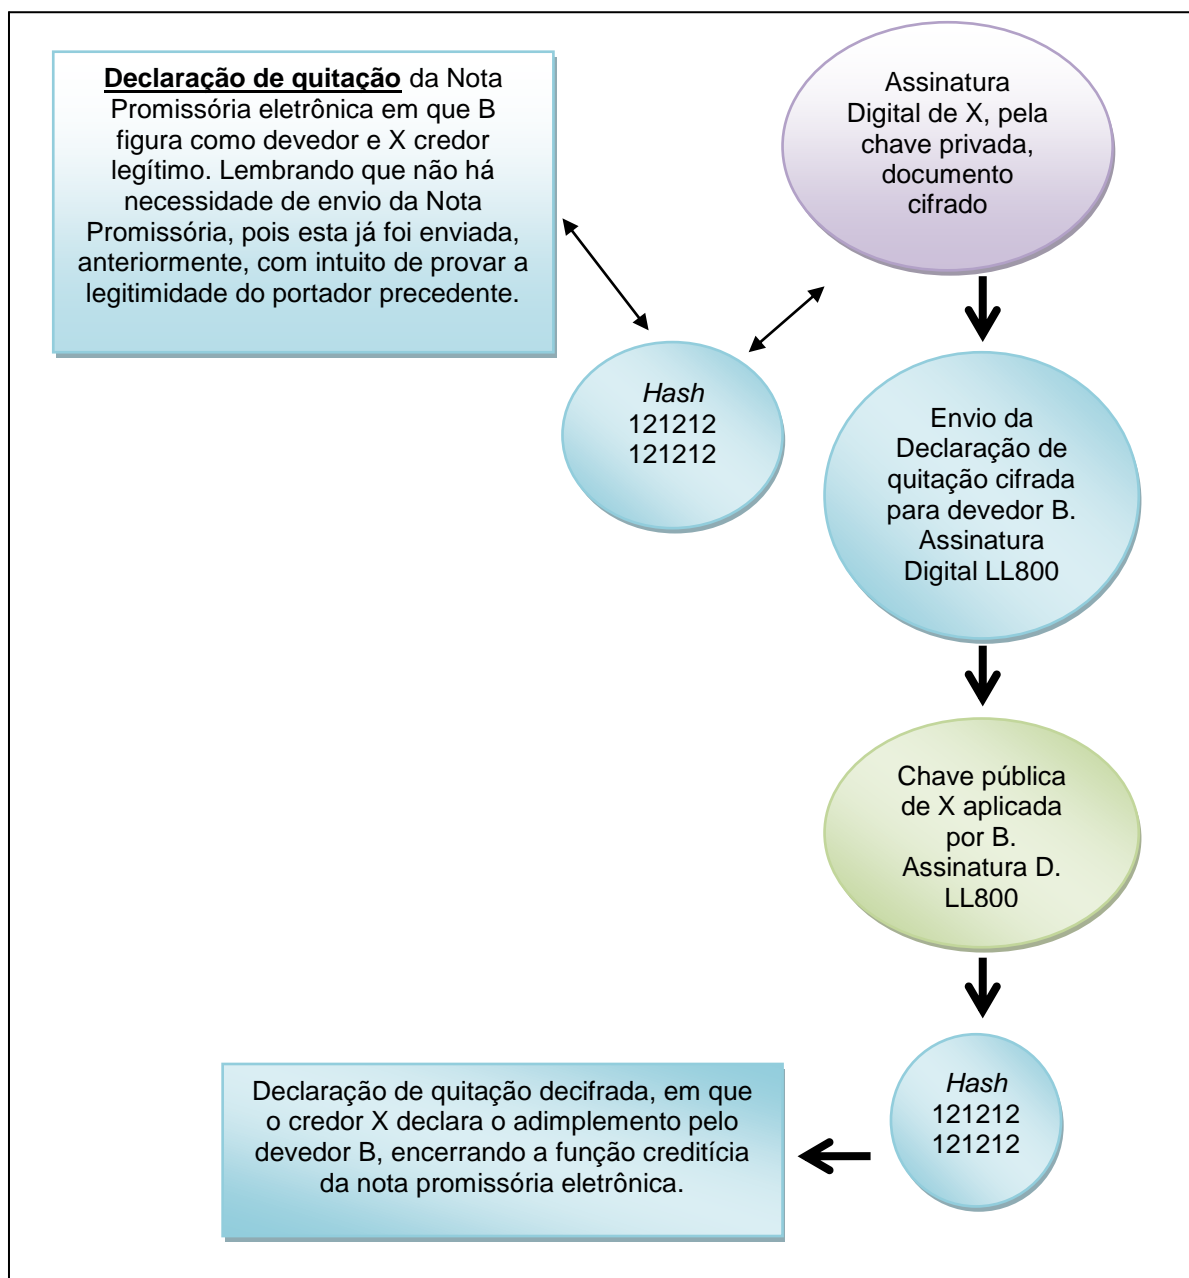 Declaração de quitação da Nota
Promissória eletrônica em que B
figura como devedor e X credor
legítimo. Lembrando que não há
necessidade de envio da Nota
Promissória, pois esta já foi enviada,
anteriormente, com intuito de provar a
legitimidade do portador precedente.
Assinatura
Digital de X, pela
chave privada,
documento
cifrado
Hash
121212
121212
Envio da
Declaração de
quitação cifrada
para devedor B.
Assinatura
Digital LL800
Chave pública
de X aplicada
por B.
Assinatura D.
LL800
Hash
121212
121212
Declaração de quitação decifrada, em que
o credor X declara o adimplemento pelo
devedor B, encerrando a função creditícia
da nota promissória eletrônica.